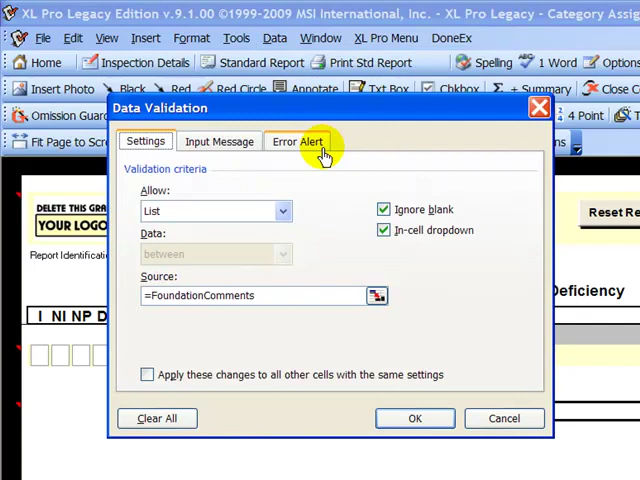 XL Pro Legacy Edition v.9.1.00 ©1999-2009 MSI International, Inc. - XL Pro Legacy - Category Assig
File Edit View Insert Format Tools Data Window XL Pro Menu DoneEx
Home Inspection Details Standard Report Print Std Report Spelling 1 Word
Insert Photo Black Line Red Circle Annotate Txt Box Chkbox + Summary Close Co
Omission Guar 4 Point
Fit Page to Scre
Data Validation
Settings Input Message Error Alert
Validation criteria
Allow:
List
Ignore blank
Data:
In-cell dropdown
between
Source:
=FoundationComments
Apply these changes to all other cells with the same settings
Clear All OK Cancel
DELETE THIS GRA
YOUR LOGO
Reset Re
Report Identificatio
Deficiency
I NI NP D